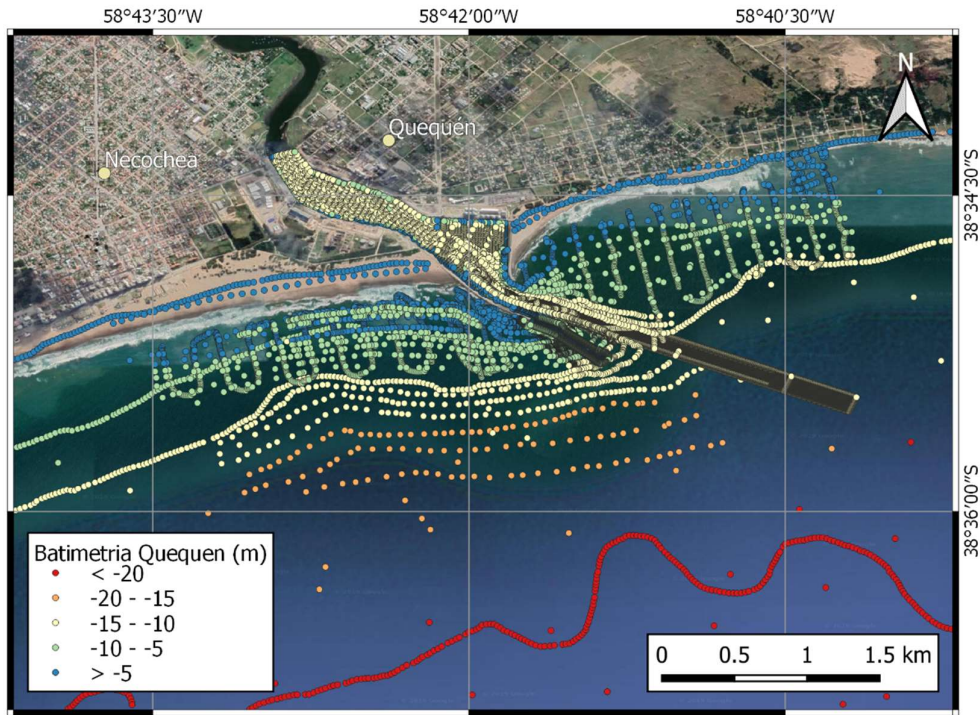 58°43′30″W
58°42′00″W
58°40′30″W
N
Quequén
Necochea
38°34′30″S
38°36′00″S
Batimetria Quequen (m)
< -20
-20 - -15
-15 - -10
-10 - -5
> -5
0 0.5 1 1.5 km